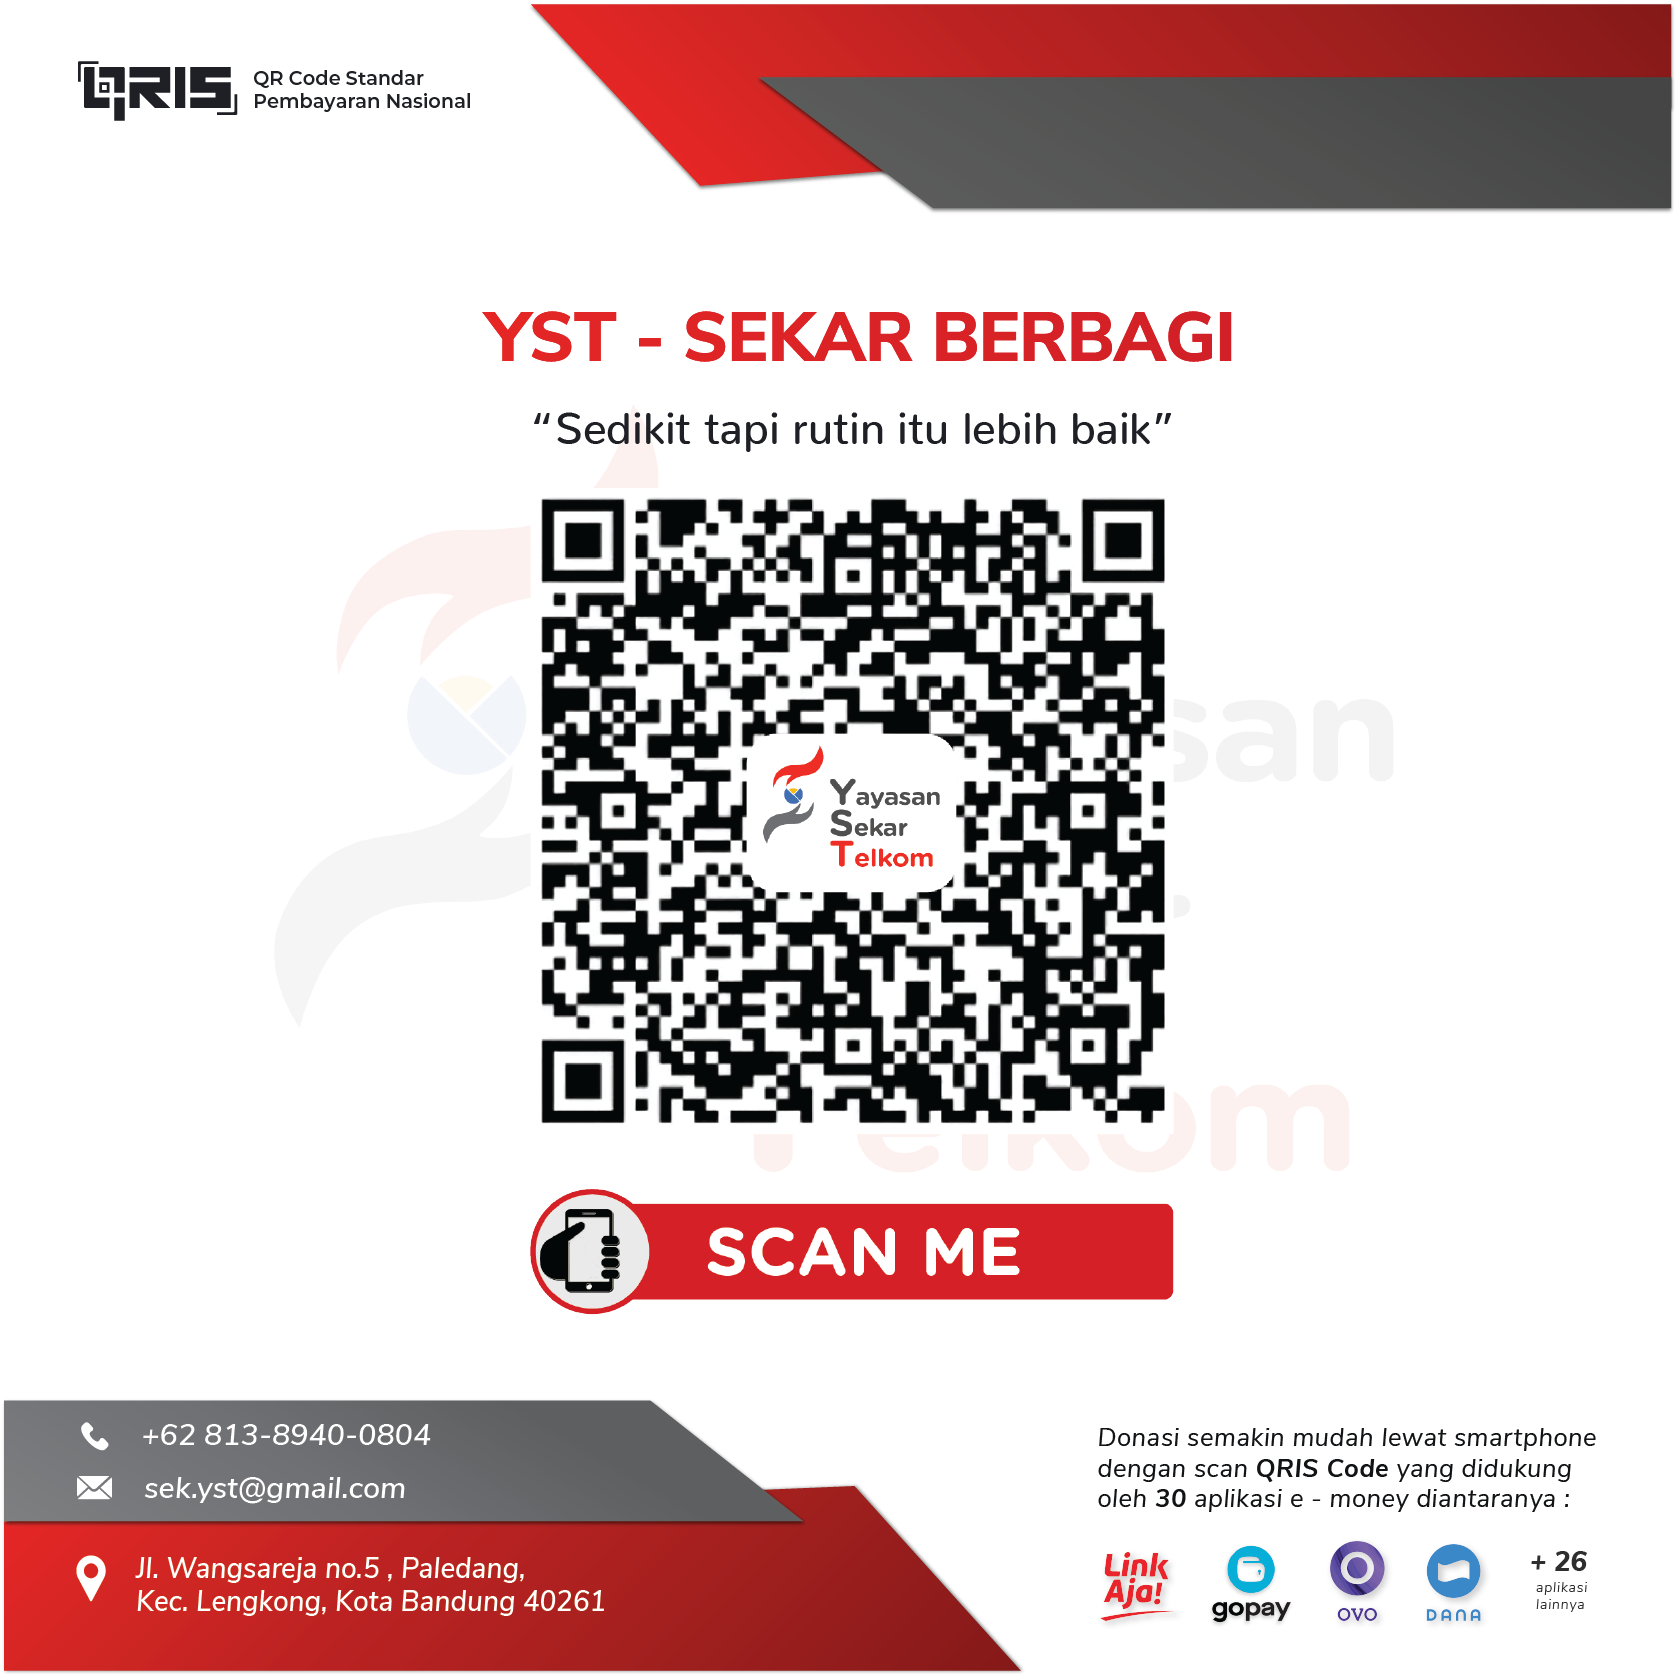 QRIS
QR Code Standar
Pembayaran Nasional
YST - SEKAR BERBAGI
“Sedikit tapi rutin itu lebih baik”
Yayasan
Sekar
Telkom
san
Telkom
SCAN ME
+62 813-8940-0804
sek.yst@gmail.com
Jl. Wangsareja no.5 , Paledang,
Kec. Lengkong, Kota Bandung 40261
Donasi semakin mudah lewat smartphone
dengan scan QRIS Code yang didukung
oleh 30 aplikasi e - money diantaranya :
Link
Aja!
gopay
OVO
DANA
+ 26
aplikasi
lainnya